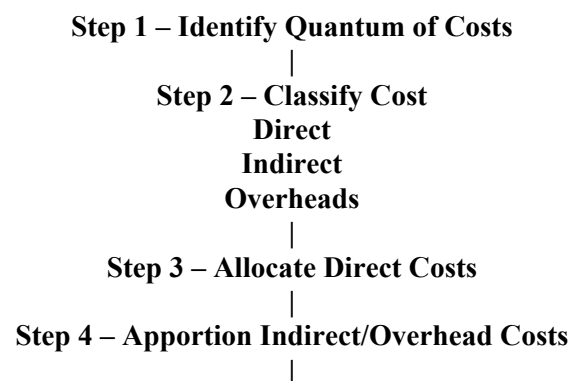 Step 1 – Identify Quantum of Costs
|
Step 2 – Classify Cost
Direct
Indirect
Overheads
|
Step 3 – Allocate Direct Costs
|
Step 4 – Apportion Indirect/Overhead Costs
|